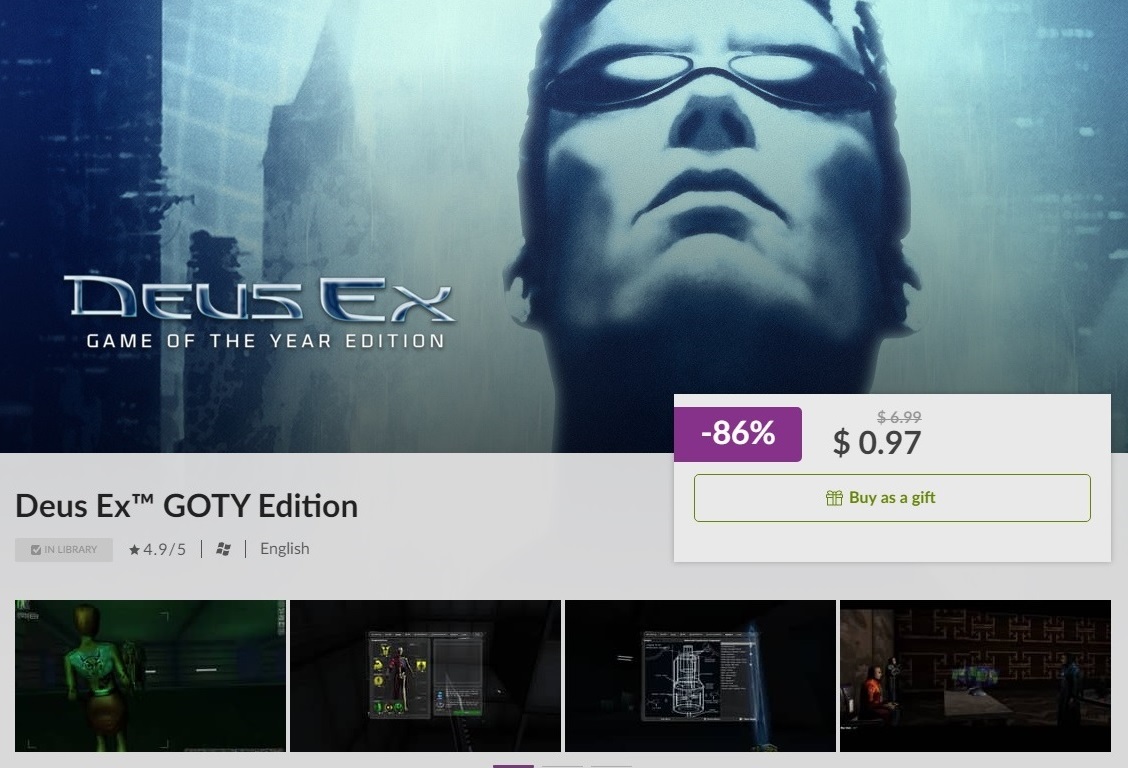 DEUS EX
GAME OF THE YEAR EDITION
-86%
$ 6.99
$ 0.97
Buy as a gift
Deus Ex™ GOTY Edition
IN LIBRARY
4.9/5
English